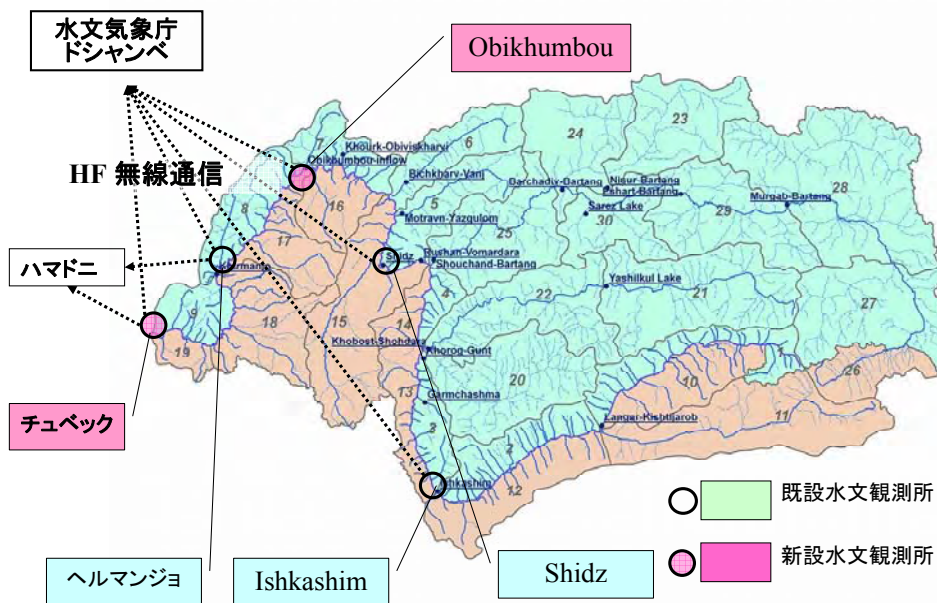 水文気象庁
ドシャンベ
Obikhumbou
HF 無線通信
ハマドニ
チュベック
ヘルマンジョ
Ishkashim
Shidz
既設水文観測所
新設水文観測所
24
23
7
Khourk-Obiviskharvi
6
Obikhumbou-inflow
Bichkharv-Vanj
Darchadiv-Bartang
Nisur-Bartang
28
8
16
5
Motravn-Yazgulom
Sarez Lake
30
29
Murgab-Bartang
17
25
Shidz
Rushan-Vomardara
Shouchand-Bartang
4
22
Yashilkul Lake
21
27
9
18
15
14
Khobost-Shohdara
Khorog-Gunt
19
20
1
26
13
Garmchashma
10
11
3
2
12
Ishkashim